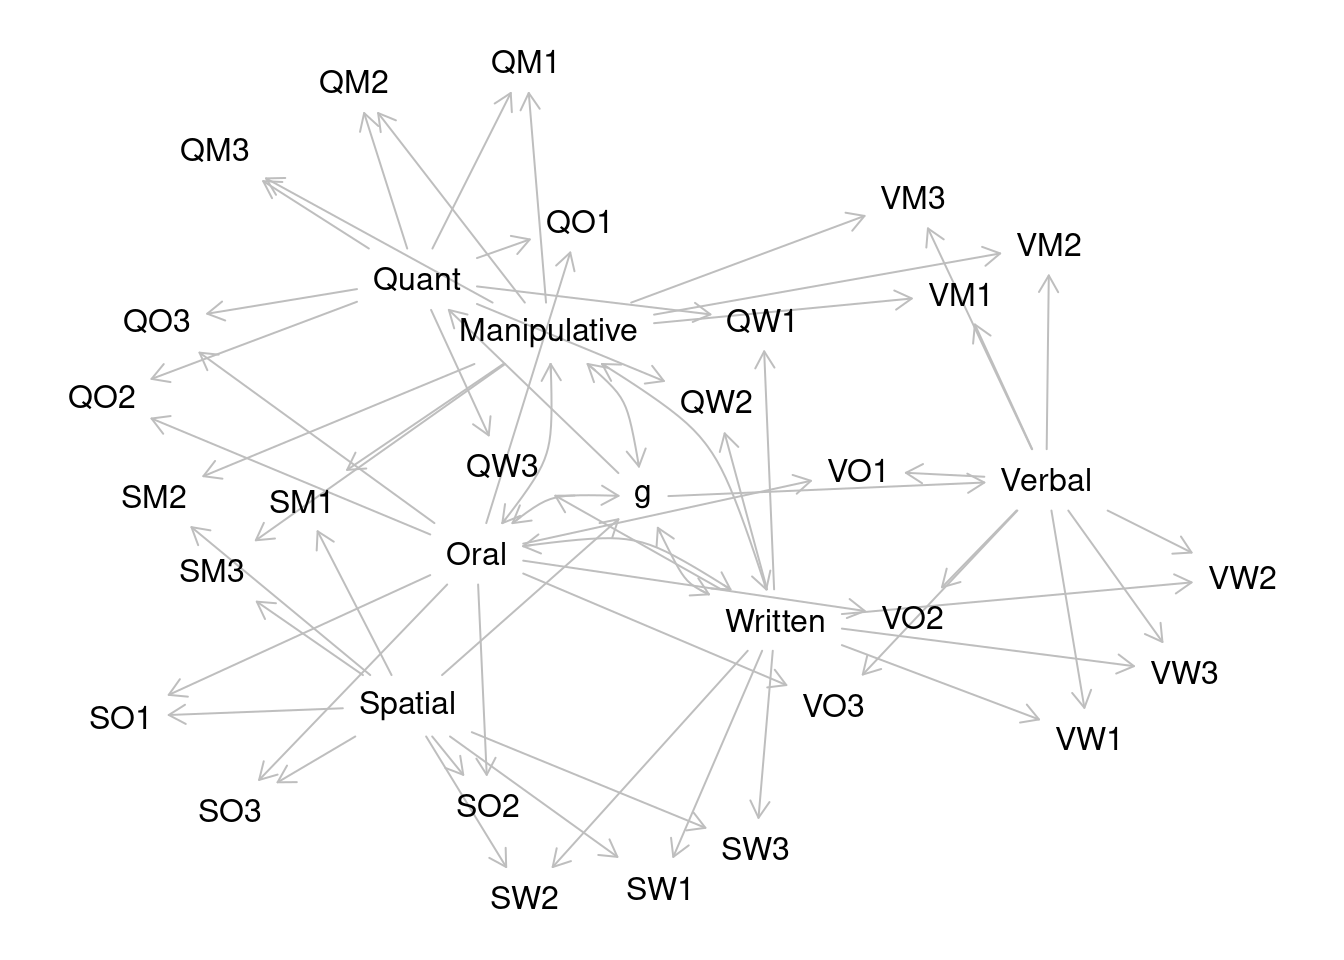 QM1
QM2
QM3
VM3
QO1
VM2
Quant
VM1
QO3
QW1
Manipulative
QO2
QW2
QW3
VO1
Verbal
SM2
SM1
g
Oral
SM3
VW2
VO2
Written
VW3
Spatial
VO3
SO1
VW1
SO3
SO2
SW3
SW1
SW2